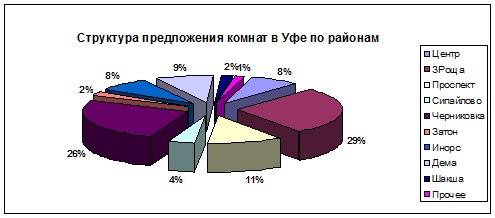 Структура предложения комнат в Уфе по районам
2%
1%
9%
8%
8%
2%
26%
29%
4%
11%
Центр
ЗРоща
Проспект
Сипайлово
Черниковка
Затон
Инорс
Дема
Шакша
Прочее